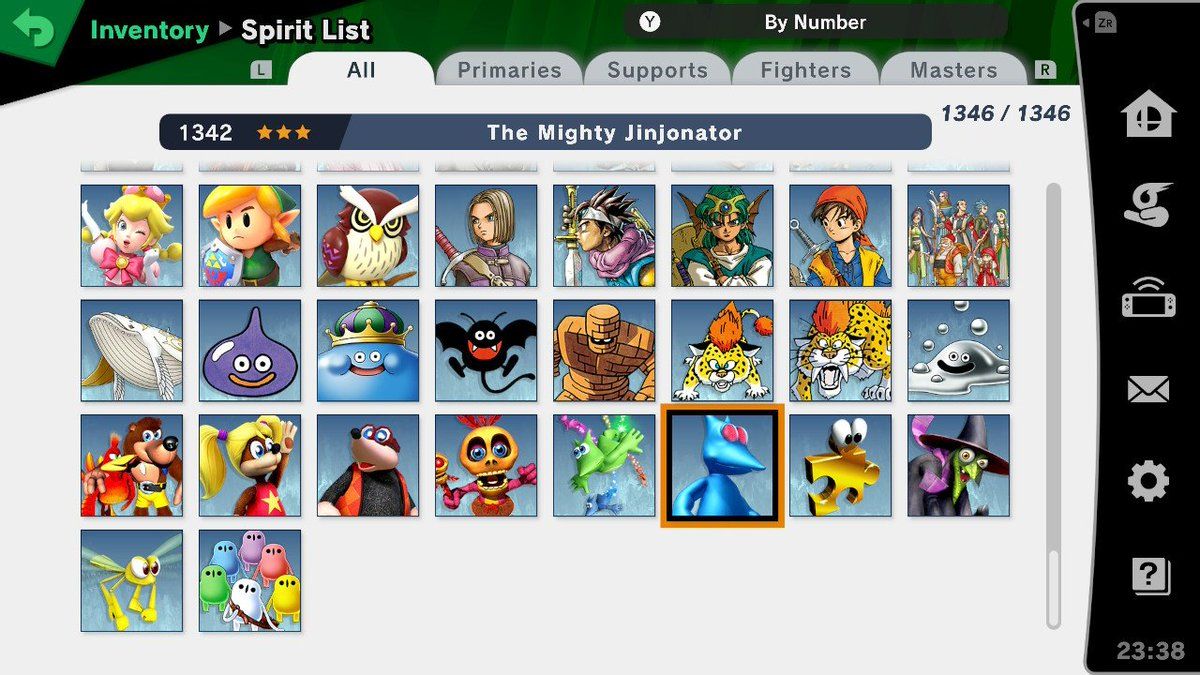 Inventory ▶ Spirit List
Y By Number
ZR
L All Primaries Supports Fighters Masters R
1346 / 1346
1342 ★★★ The Mighty Jinjonator
?
23:38